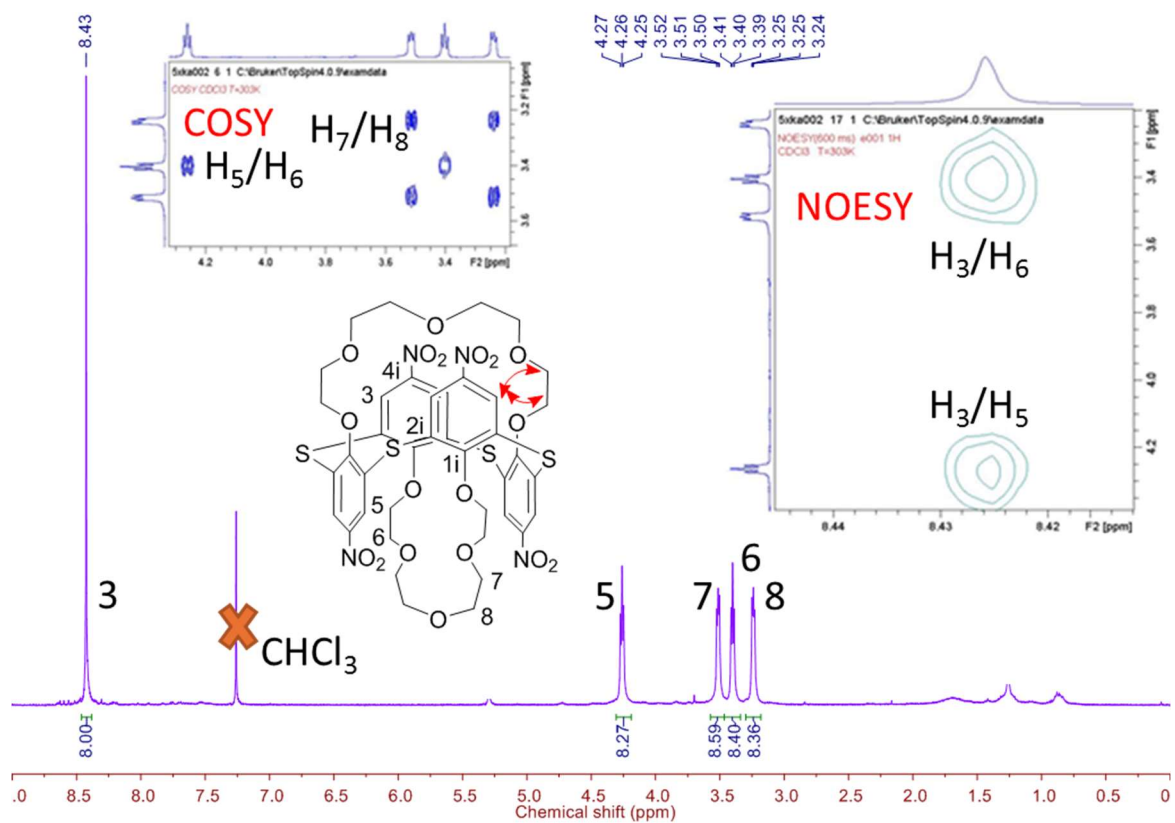 8.43
4.27
4.26
4.25
3.52
3.51
3.50
3.41
3.40
3.39
3.25
3.25
3.24
5xka002 6 1 C:\Bruker\TopSpin4.0.9\examdata
COSY CDCl3 T=303K
COSY
H7/H8
H5/H6
3.2
3.4
3.6
F1 [ppm]
4.2 4.0 3.8 3.6 3.4 F2 [ppm]
5xka002 17 1 C:\Bruker\TopSpin4.0.9\examdata
NOESY(600 ms) e001 1H
CDCl3 T=303K
NOESY
H3/H6
H3/H5
F1 [ppm]
3.4
3.6
3.8
4.0
4.2
8.44 8.43 F2 [ppm] 8.42
O
O O
NO2 NO2
4i
3
O O
2i
S S S S
1i
O O
5
6
NO2 O O NO2
7
O 8
3
CHCl3
5 7 6 8
8.00
8.27
8.59
8.40
8.36
.0 8.5 8.0 7.5 7.0 6.5 6.0 5.5 5.0 4.5 4.0 3.5 3.0 2.5 2.0 1.5 1.0 0.5 0
Chemical shift (ppm)